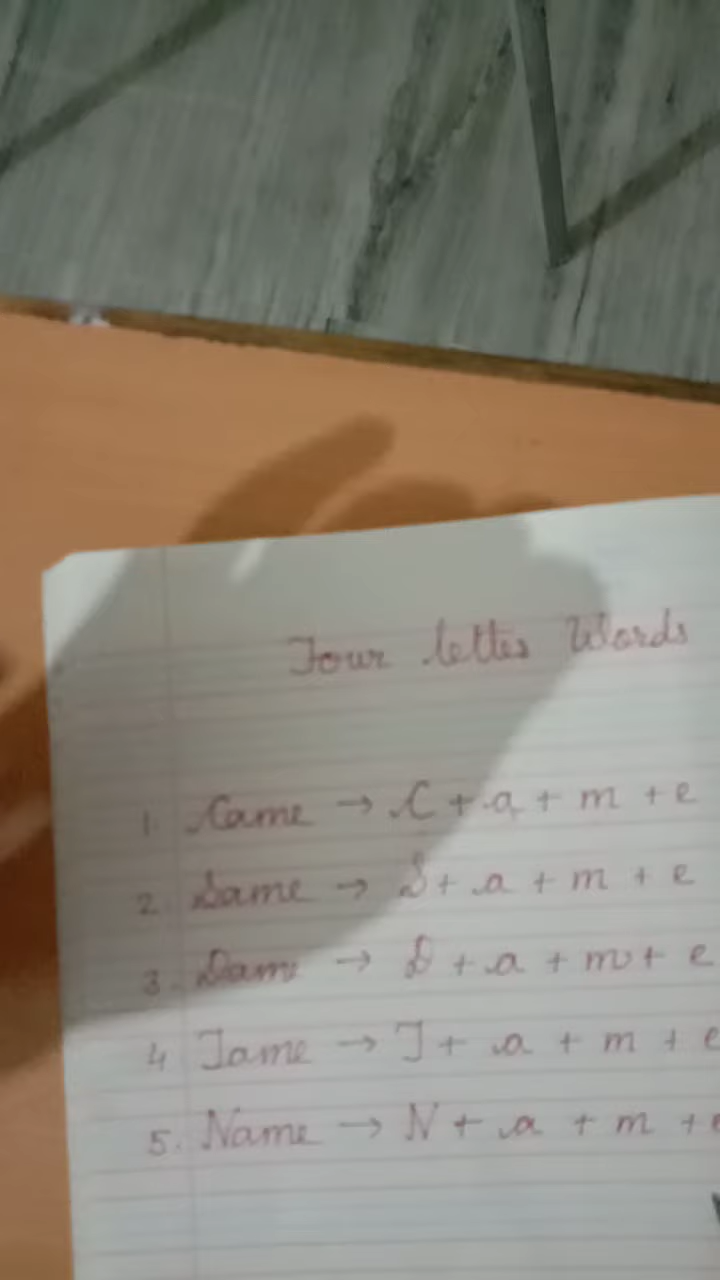 Four letter Words
1. Came → C + a + m + e
2. Same → S + a + m + e
3. Dame → D + a + m + e
4. Tame → T + a + m + e
5. Name → N + a + m + e